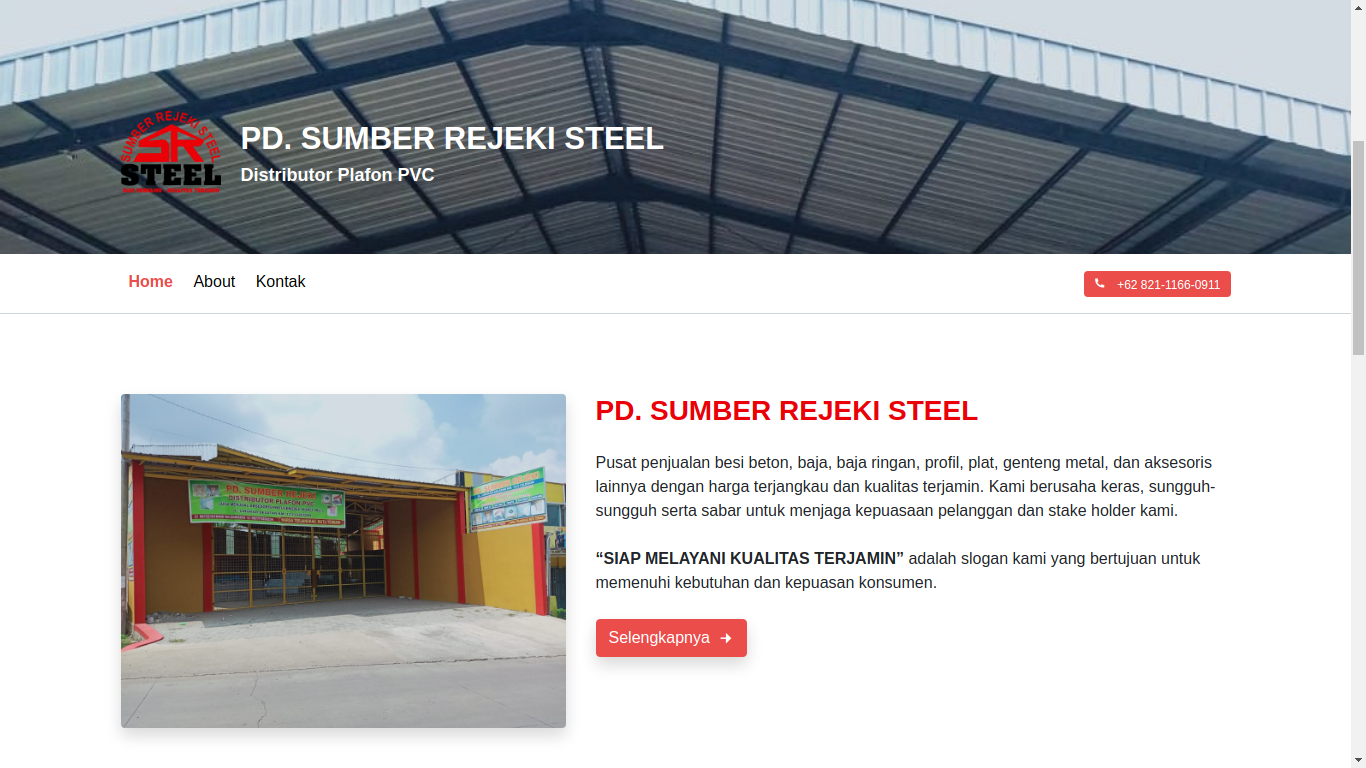 SUMBER REJEKI STEEL
SR
STEEL
PD. SUMBER REJEKI STEEL
Distributor Plafon PVC
Home
About
Kontak
+62 821-1166-0911
PD. SUMBER REJEKI
DISTRIBUTOR PLAFON PVC
PD. SUMBER REJEKI STEEL
Pusat penjualan besi beton, baja, baja ringan, profil, plat, genteng metal, dan aksesoris
lainnya dengan harga terjangkau dan kualitas terjamin. Kami berusaha keras, sungguh-
sungguh serta sabar untuk menjaga kepuasaan pelanggan dan stake holder kami.
“SIAP MELAYANI KUALITAS TERJAMIN” adalah slogan kami yang bertujuan untuk
memenuhi kebutuhan dan kepuasan konsumen.
Selengkapnya